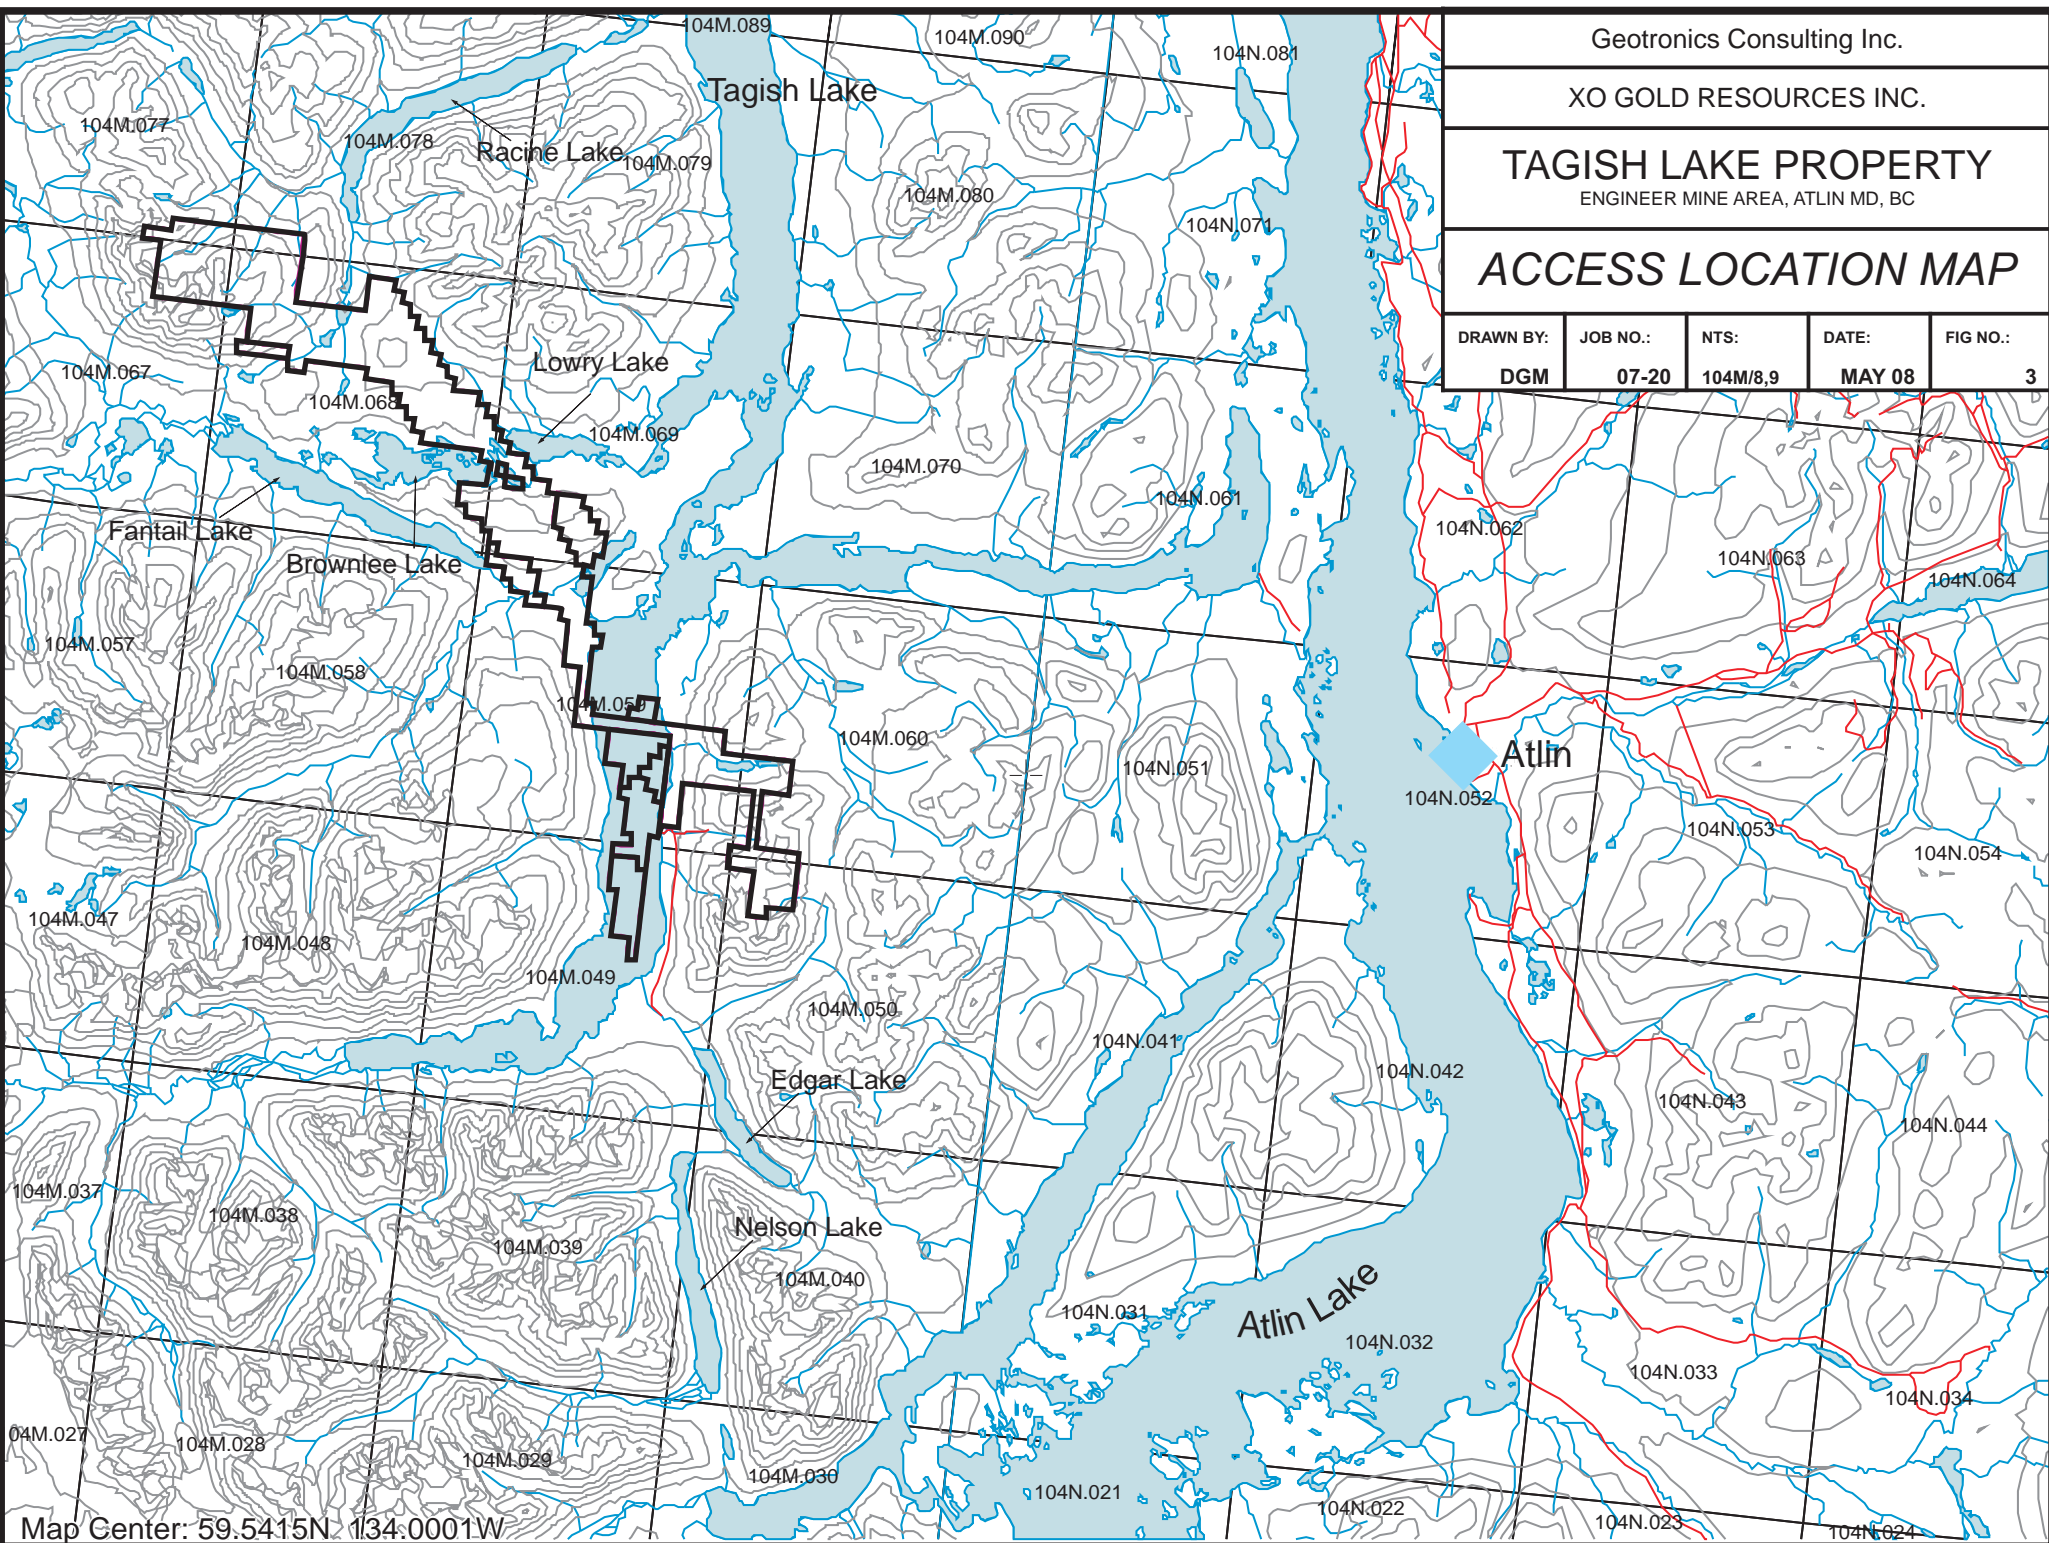 Geotronics Consulting Inc.
XO GOLD RESOURCES INC.
TAGISH LAKE PROPERTY
ENGINEER MINE AREA, ATLIN MD, BC
ACCESS LOCATION MAP
DRAWN BY: JOB NO.: NTS: DATE: FIG NO.:
DGM 07-20 104M/8,9 MAY 08 3
104M.089
104M.090
104N.081
Tagish Lake
104M.077
104M.078
Racine Lake
104M.079
104M.080
104N.071
104M.067
Lowry Lake
104M.068
104M.069
104M.070
104N.061
104N.062
104N.063
104N.064
Fantail Lake
Brownlee Lake
104M.057
104M.058
104M.059
104M.060
104N.051
Atlin
104N.052
104N.053
104N.054
104M.047
104M.048
104M.049
104M.050
104N.041
104N.042
104N.043
104N.044
Edgar Lake
104M.037
104M.038
104M.039
Nelson Lake
104M.040
104N.031
Atlin Lake
104N.032
104N.033
104N.034
04M.027
104M.028
104M.029
104M.030
104N.021
104N.022
104N.023
104N.024
Map Center: 59.5415N 134.0001W